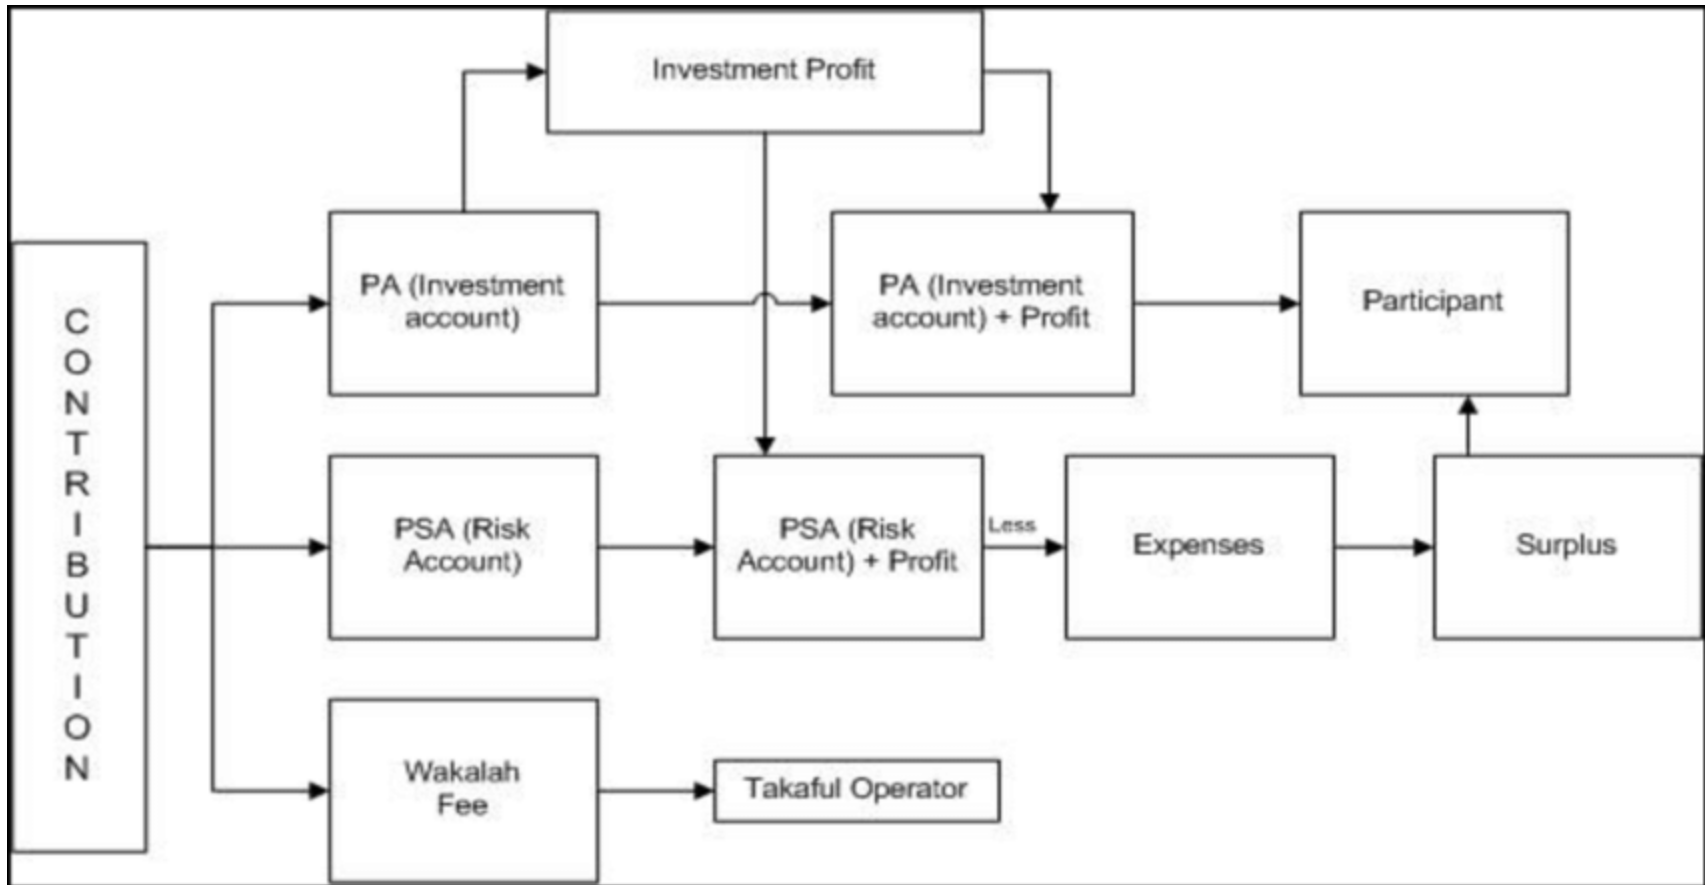 Investment Profit
PA (Investment
account)
PA (Investment
account) + Profit
Participant
CONTRIBUTION
PSA (Risk
Account)
PSA (Risk
Account) + Profit
Less
Expenses
Surplus
Wakalah
Fee
Takaful Operator